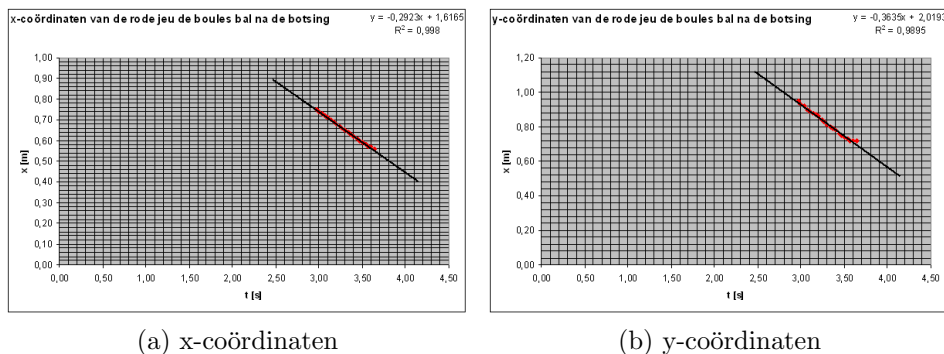 x-coördinaten van de rode jeu de boules bal na de botsing
y = -0,2923x + 1,6165
R² = 0,998
1,00
0,90
0,80
0,70
0,60
0,50
0,40
0,30
0,20
0,10
0,00
x [m]
0,00 0,50 1,00 1,50 2,00 2,50 3,00 3,50 4,00 4,50
t [s]
(a) x-coördinaten
y-coördinaten van de rode jeu de boules bal na de botsing
y = -0,3635x + 2,0193
R² = 0,9895
1,20
1,00
0,80
0,60
0,40
0,20
0,00
x [m]
0,00 0,50 1,00 1,50 2,00 2,50 3,00 3,50 4,00 4,50
t [s]
(b) y-coördinaten